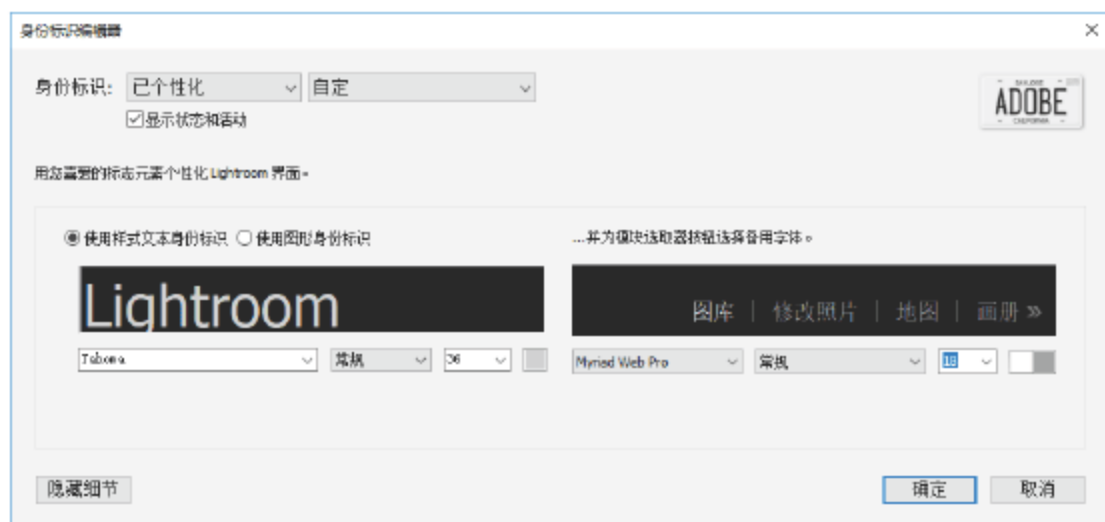 身份标识编辑器
身份标识: 已个性化 自定
显示状态和活动
SAN JOSE
ADOBE
CALIFORNIA
用您喜爱的标志元素个性化 Lightroom 界面。
使用样式文本身份标识 使用图形身份标识
...并为模块选取器按钮选择备用字体。
Lightroom
图库 | 修改照片 | 地图 | 画册 »
Tahoma 常规 36
Myriad Web Pro 常规 18
隐藏细节 确定 取消